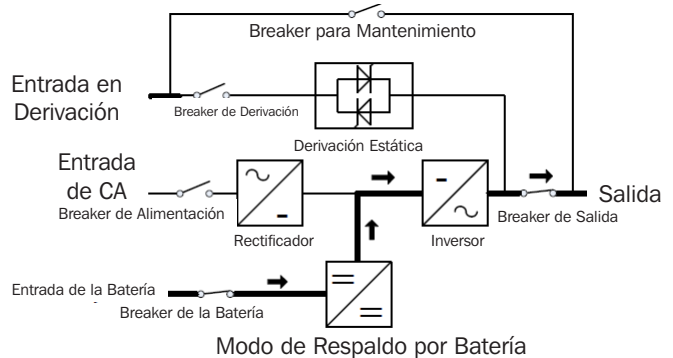 Breaker para Mantenimiento
Entrada en
Derivación
Breaker de Derivación
Derivación Estática
Entrada
de CA
Breaker de Alimentación
Rectificador
Inversor
Breaker de Salida
Salida
Entrada de la Batería
Breaker de la Batería
Modo de Respaldo por Batería